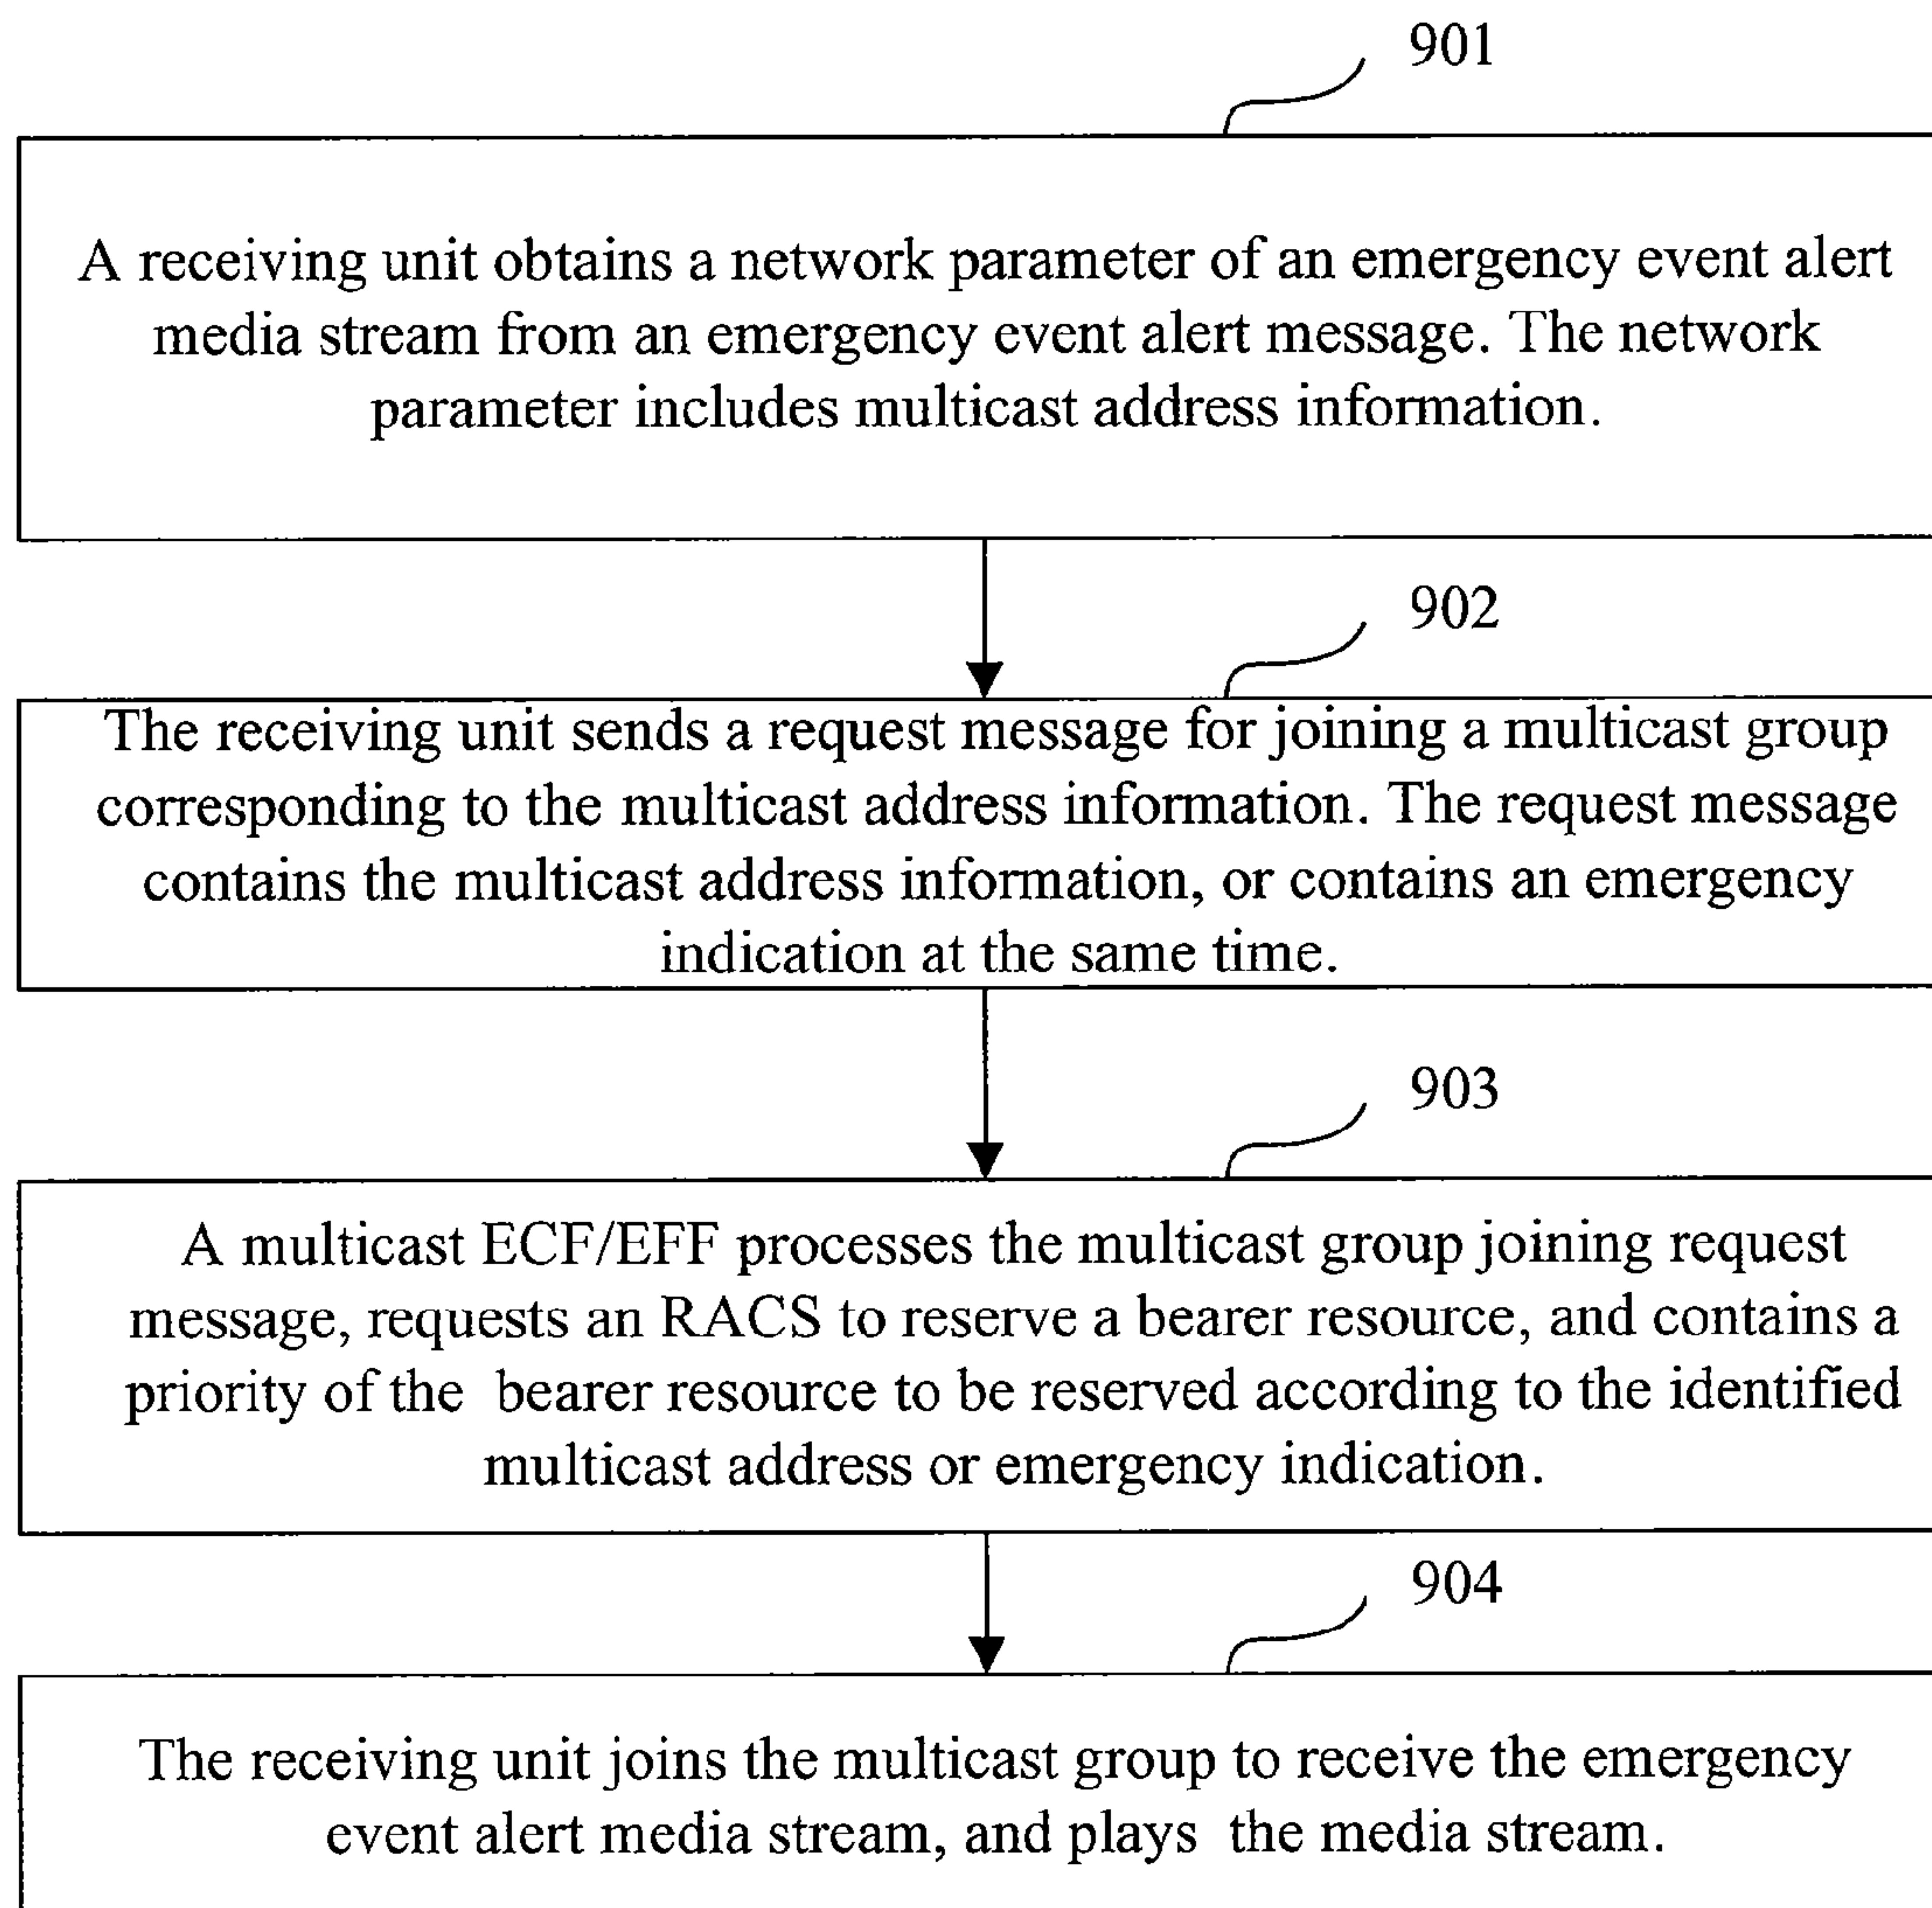 901
A receiving unit obtains a network parameter of an emergency event alert
media stream from an emergency event alert message. The network
parameter includes multicast address information.
902
The receiving unit sends a request message for joining a multicast group
corresponding to the multicast address information. The request message
contains the multicast address information, or contains an emergency
indication at the same time.
903
A multicast ECF/EFF processes the multicast group joining request
message, requests an RACS to reserve a bearer resource, and contains a
priority of the bearer resource to be reserved according to the identified
multicast address or emergency indication.
904
The receiving unit joins the multicast group to receive the emergency
event alert media stream, and plays the media stream.